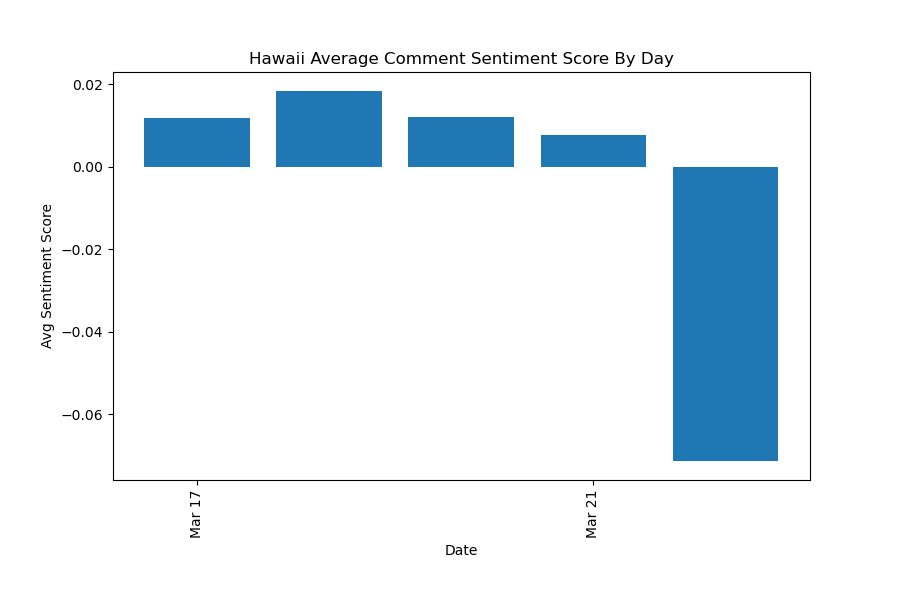 Hawaii Average Comment Sentiment Score By Day
0.02
0.00
−0.02
−0.04
−0.06
Avg Sentiment Score
Mar 17
Mar 21
Date